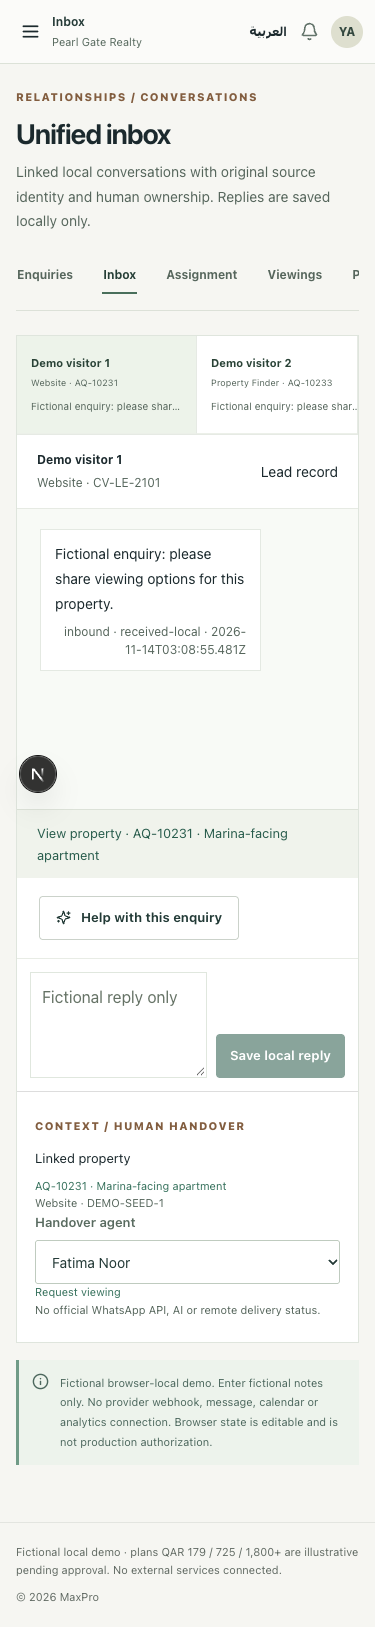 Inbox
Pearl Gate Realty
العربية
YA
RELATIONSHIPS / CONVERSATIONS
Unified inbox
Linked local conversations with original source
identity and human ownership. Replies are saved
locally only.
Enquiries Inbox Assignment Viewings P
Demo visitor 1
Website · AQ-10231
Fictional enquiry: please shar...
Demo visitor 2
Property Finder · AQ-10233
Fictional enquiry: please shar...
Demo visitor 1
Website · CV-LE-2101
Lead record
Fictional enquiry: please
share viewing options for this
property.
inbound · received-local · 2026-
11-14T03:08:55.481Z
N
View property · AQ-10231 · Marina-facing
apartment
Help with this enquiry
Fictional reply only
Save local reply
CONTEXT / HUMAN HANDOVER
Linked property
AQ-10231 · Marina-facing apartment
Website · DEMO-SEED-1
Handover agent
Fatima Noor
Request viewing
No official WhatsApp API, AI or remote delivery status.
Fictional browser-local demo. Enter fictional notes
only. No provider webhook, message, calendar or
analytics connection. Browser state is editable and is
not production authorization.
Fictional local demo · plans QAR 179 / 725 / 1,800+ are illustrative
pending approval. No external services connected.
© 2026 MaxPro